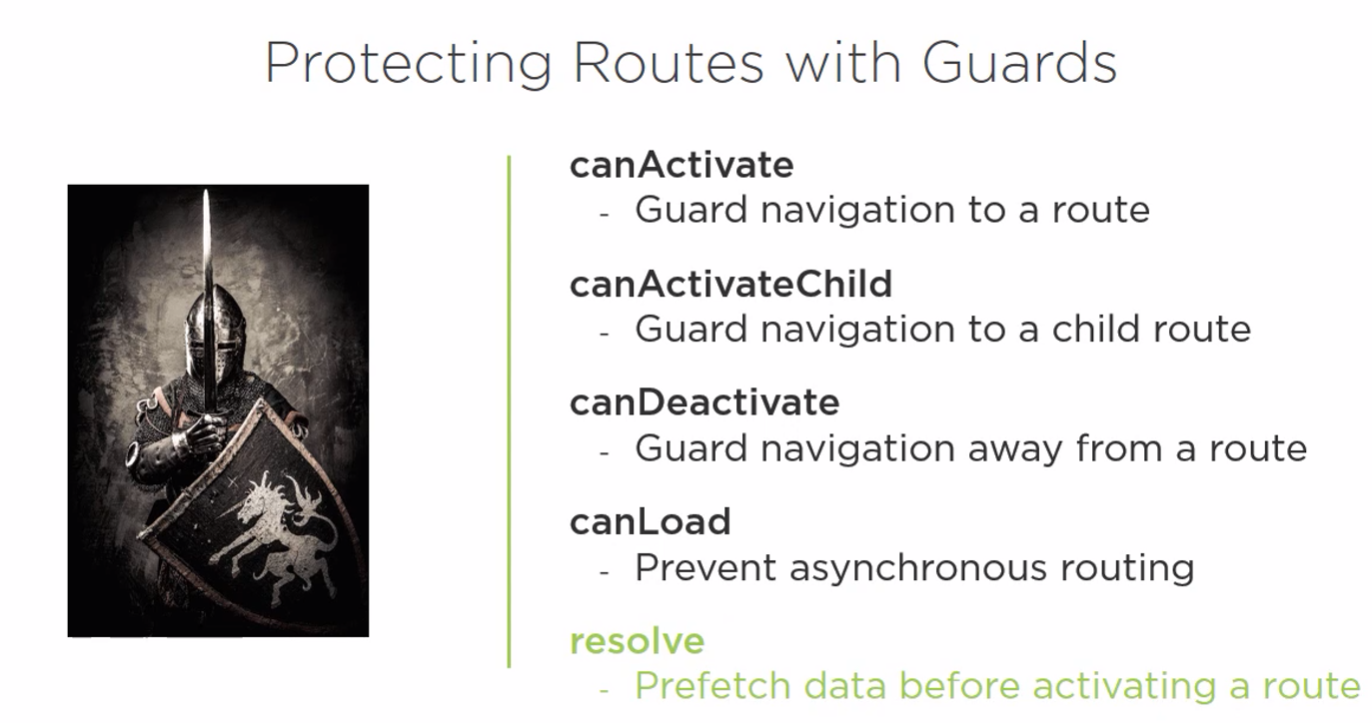 Protecting Routes with Guards
canActivate
- Guard navigation to a route
canActivateChild
- Guard navigation to a child route
canDeactivate
- Guard navigation away from a route
canLoad
- Prevent asynchronous routing
resolve
- Prefetch data before activating a route